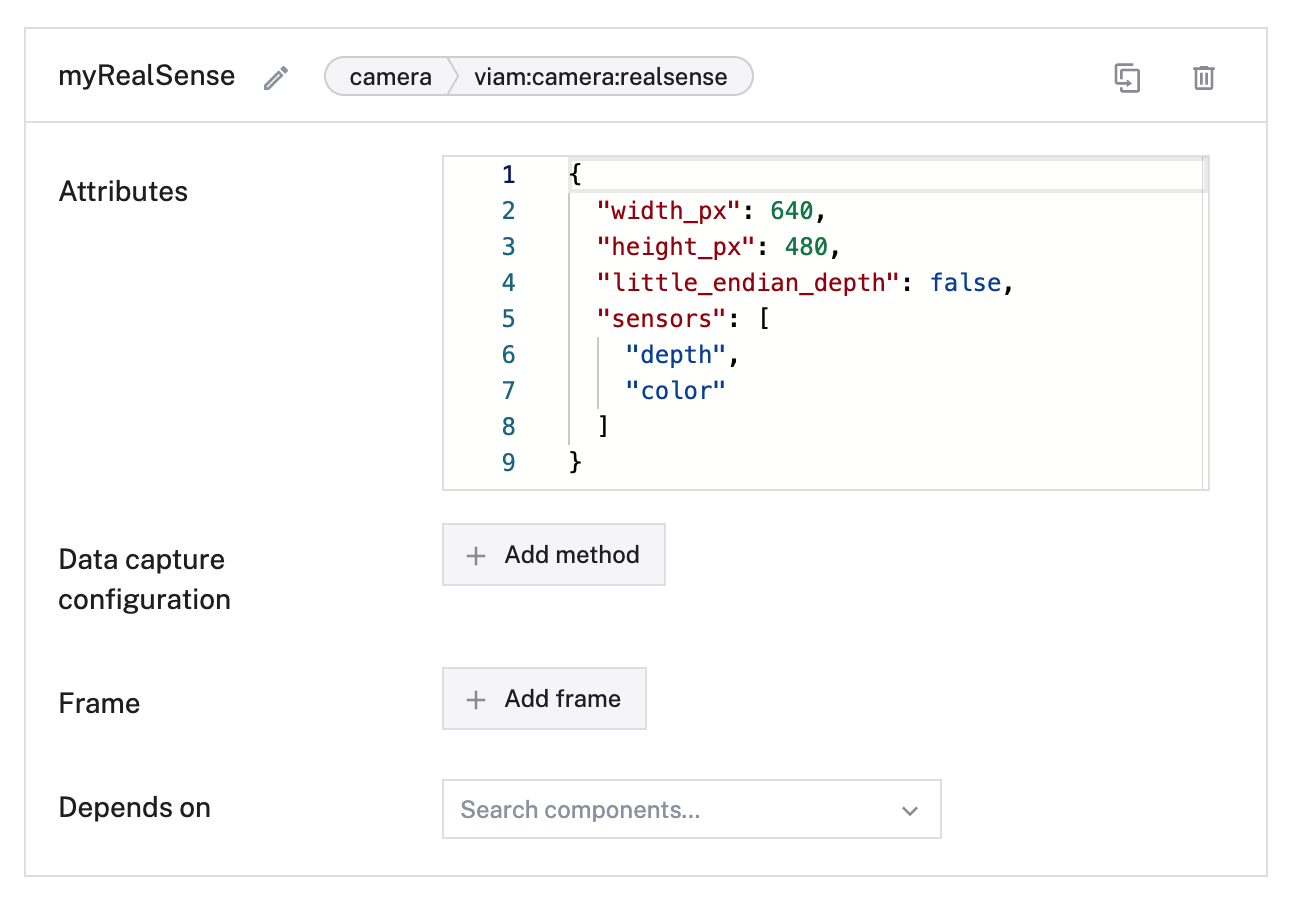 myRealSense camera viam:camera:realsense
Attributes
1 {
2 "width_px": 640,
3 "height_px": 480,
4 "little_endian_depth": false,
5 "sensors": [
6 "depth",
7 "color"
8 ]
9 }
Data capture
configuration
+ Add method
Frame
+ Add frame
Depends on
Search components...